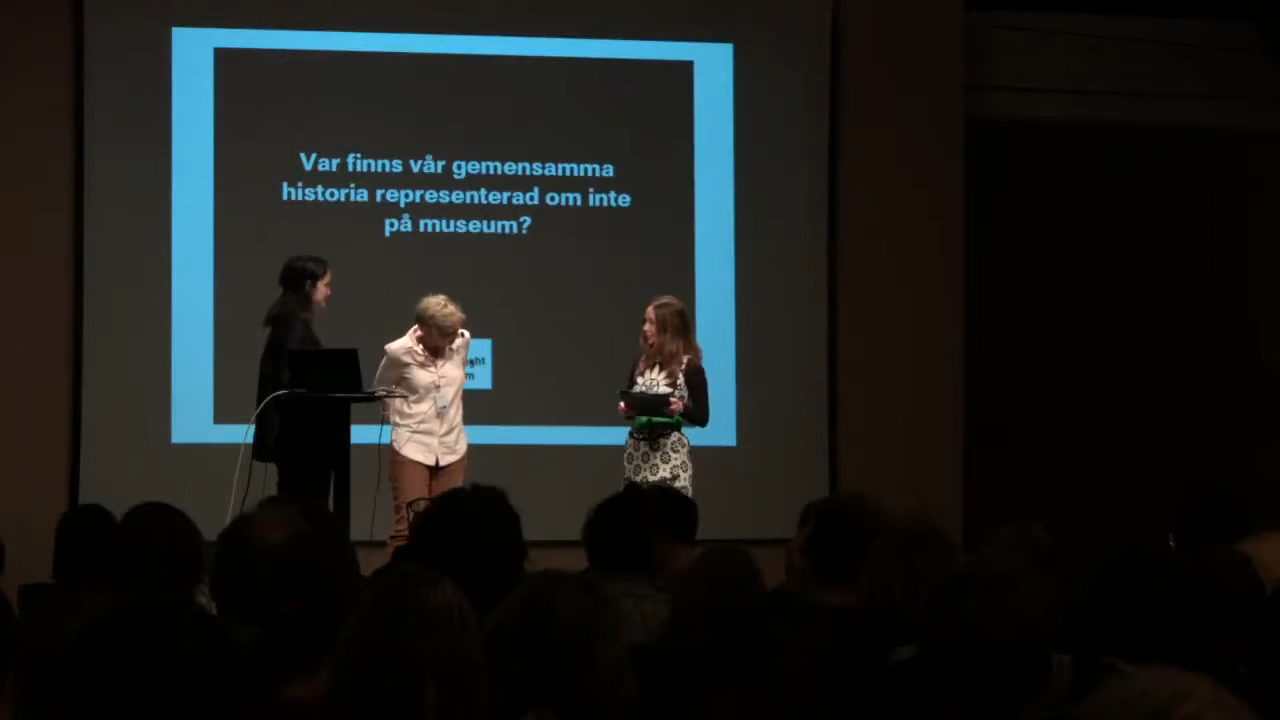 Var finns vår gemensamma
historia representerad om inte
på museum?